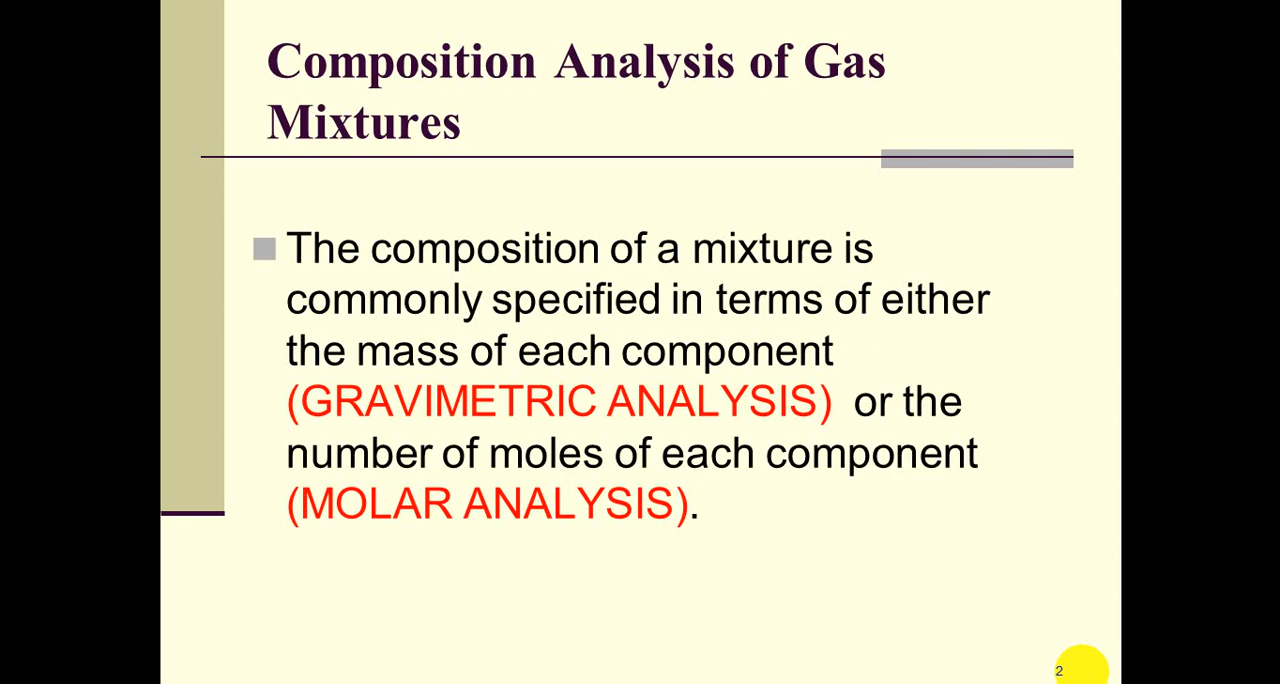 Composition Analysis of Gas
Mixtures
The composition of a mixture is
commonly specified in terms of either
the mass of each component
(GRAVIMETRIC ANALYSIS) or the
number of moles of each component
(MOLAR ANALYSIS).
2